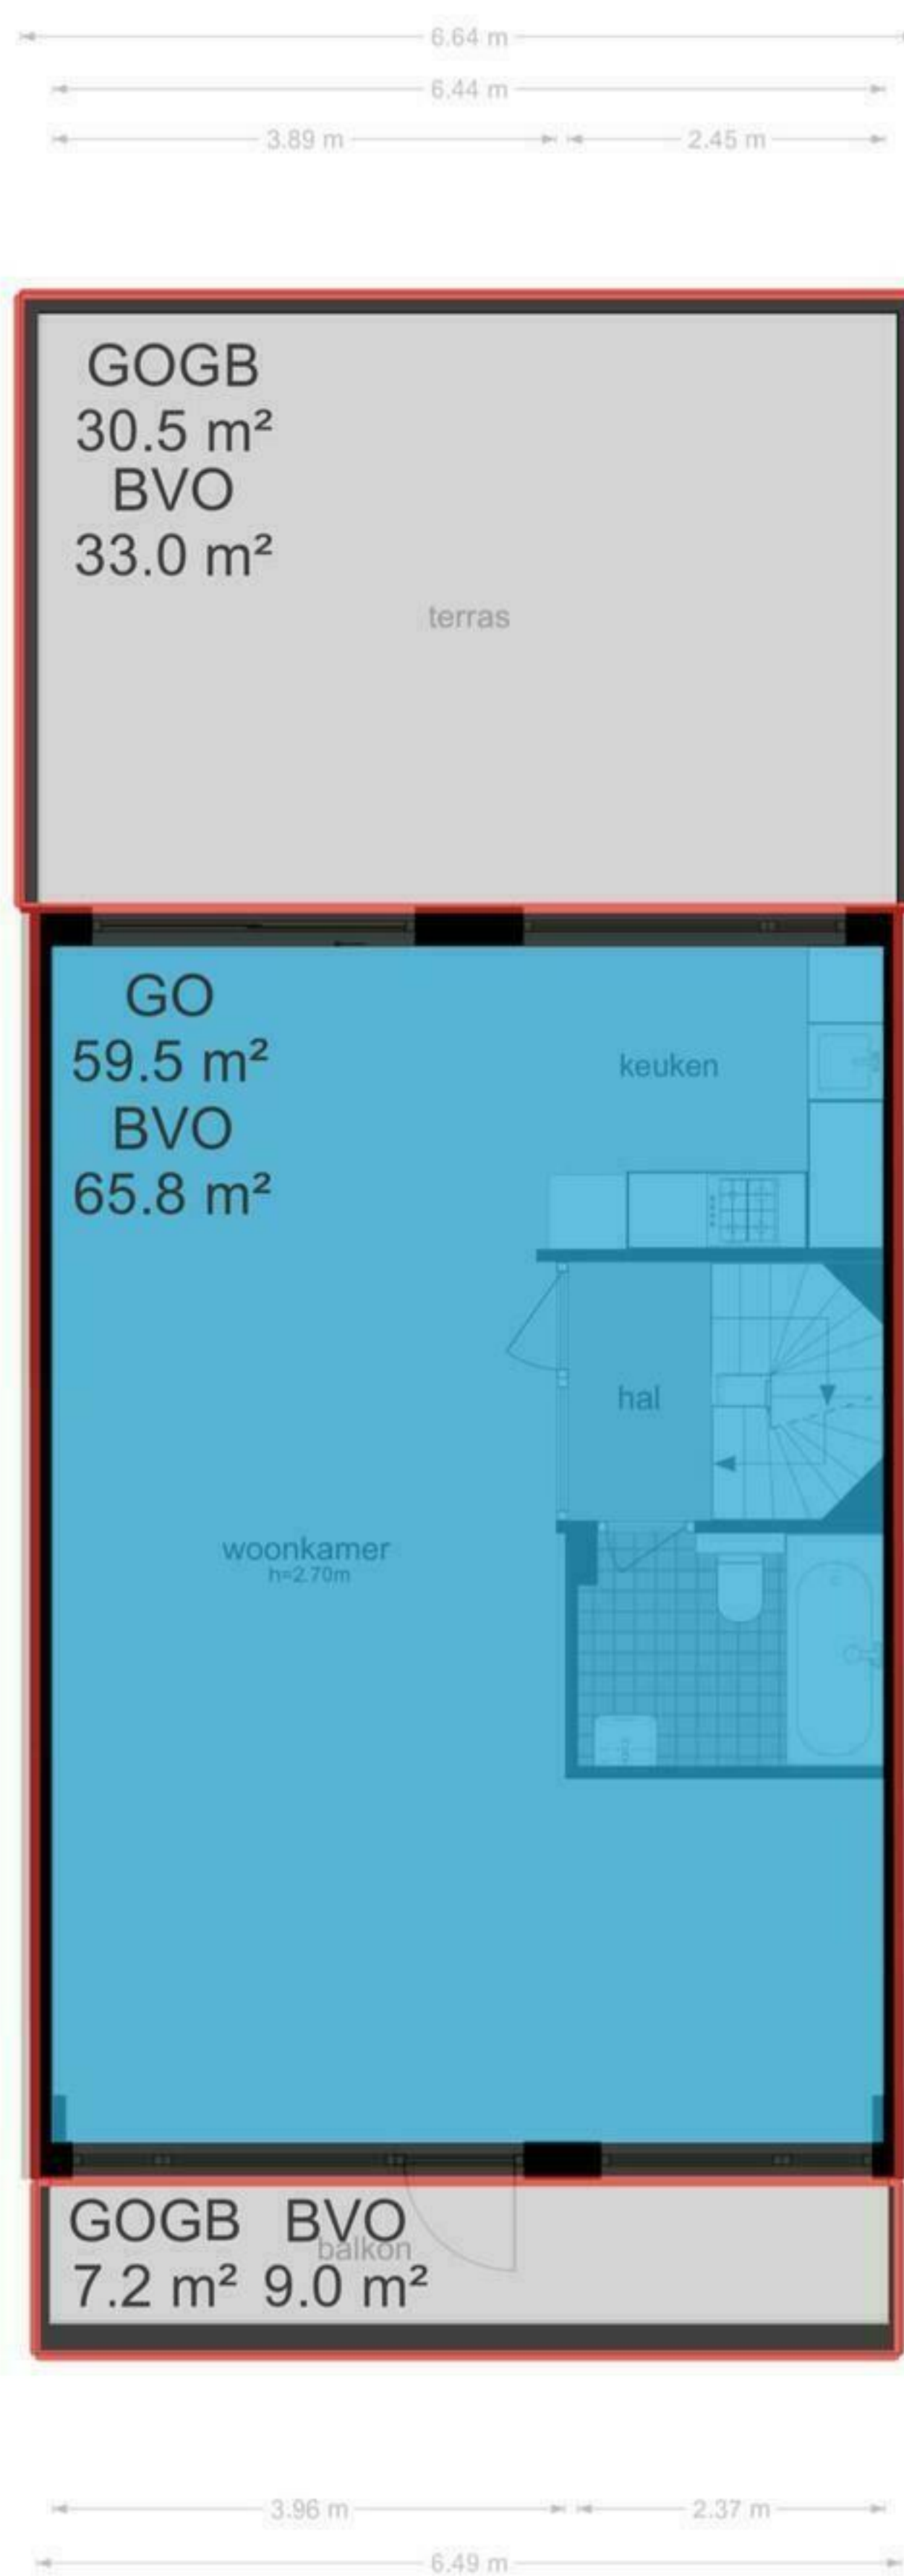 6.64 m
6.44 m
3.89 m 2.45 m
GOGB
30.5 m²
BVO
33.0 m²
terras
GO
59.5 m²
BVO
65.8 m²
keuken
hal
woonkamer
h=2.70m
GOGB BVO
balkon
7.2 m² 9.0 m²
3.96 m 2.37 m
6.49 m